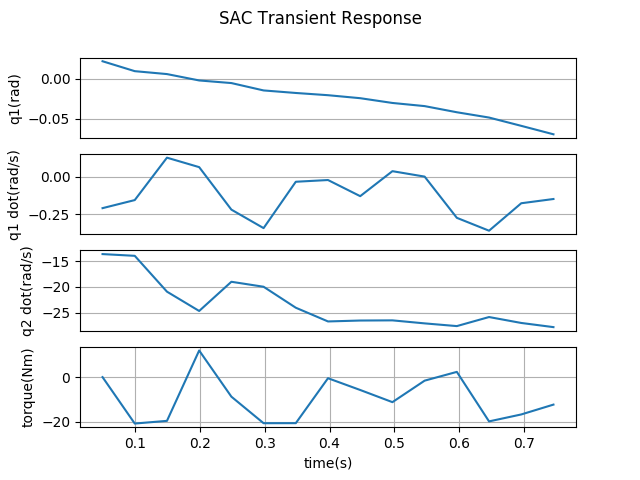 SAC Transient Response
q1(rad)
0.00
−0.05
q1 dot(rad/s)
0.00
−0.25
q2 dot(rad/s)
−15
−20
−25
torque(Nm)
0
−20
0.1 0.2 0.3 0.4 0.5 0.6 0.7
time(s)